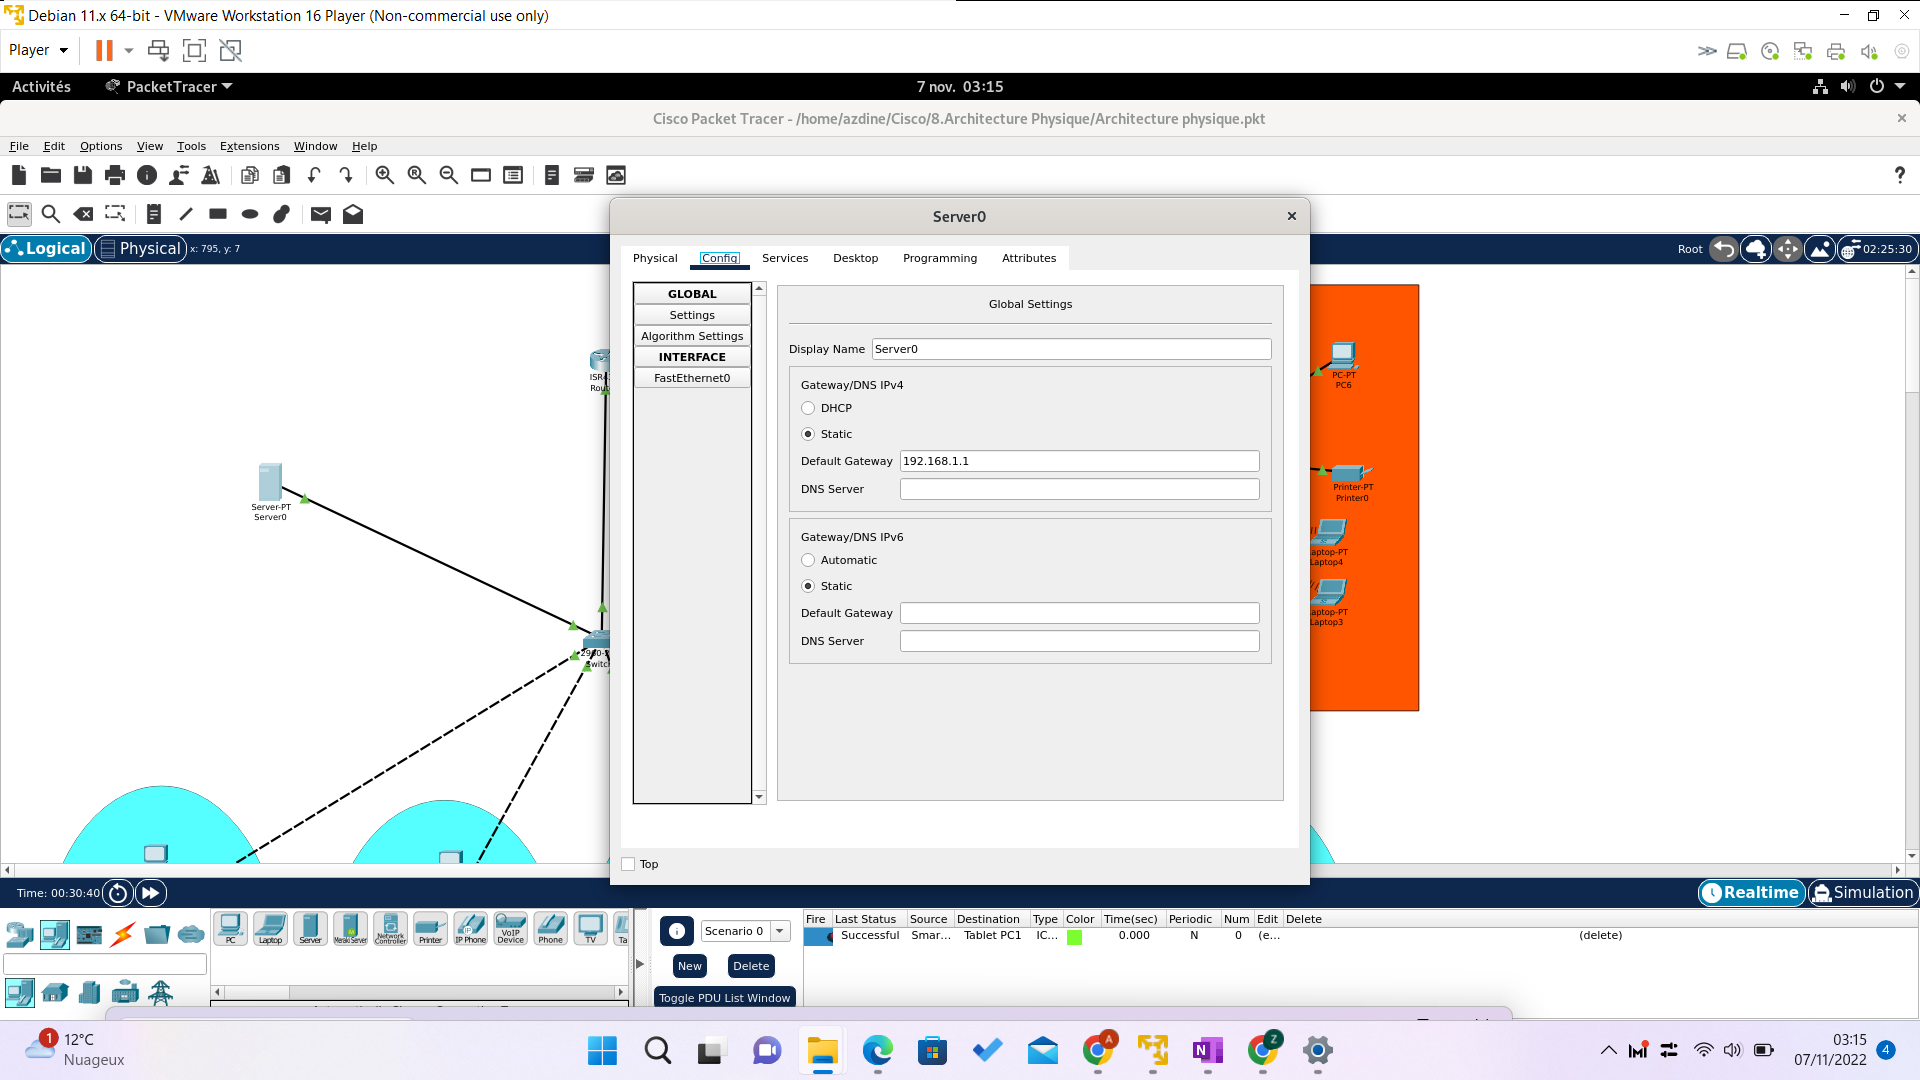 Debian 11.x 64-bit - VMware Workstation 16 Player (Non-commercial use only)
Player
Activités
PacketTracer
7 nov. 03:15
Cisco Packet Tracer - /home/azdine/Cisco/8.Architecture Physique/Architecture physique.pkt
File Edit Options View Tools Extensions Window Help
?
Logical
Physical
x: 795, y: 7
Root
02:25:30
Server0
Physical Config Services Desktop Programming Attributes
GLOBAL
Settings
Algorithm Settings
INTERFACE
FastEthernet0
Global Settings
Display Name Server0
Gateway/DNS IPv4
DHCP
Static
Default Gateway 192.168.1.1
DNS Server
Gateway/DNS IPv6
Automatic
Static
Default Gateway
DNS Server
Top
Server-PT
Server0
PC-PT
PC6
Printer-PT
Printer0
aptop-PT
Laptop4
aptop-PT
Laptop3
Time: 00:30:40
Realtime
Simulation
PC
Laptop
Server
Meraki Server
Network Controller
Printer
IP Phone
VoIP Device
Phone
TV
Ta
Scenario 0
New
Delete
Toggle PDU List Window
Fire Last Status Source Destination Type Color Time(sec) Periodic Num Edit Delete
Successful Smar... Tablet PC1 IC... 0.000 N 0 (e... (delete)
1
12°C
Nuageux
A
Z
N
03:15
07/11/2022
4